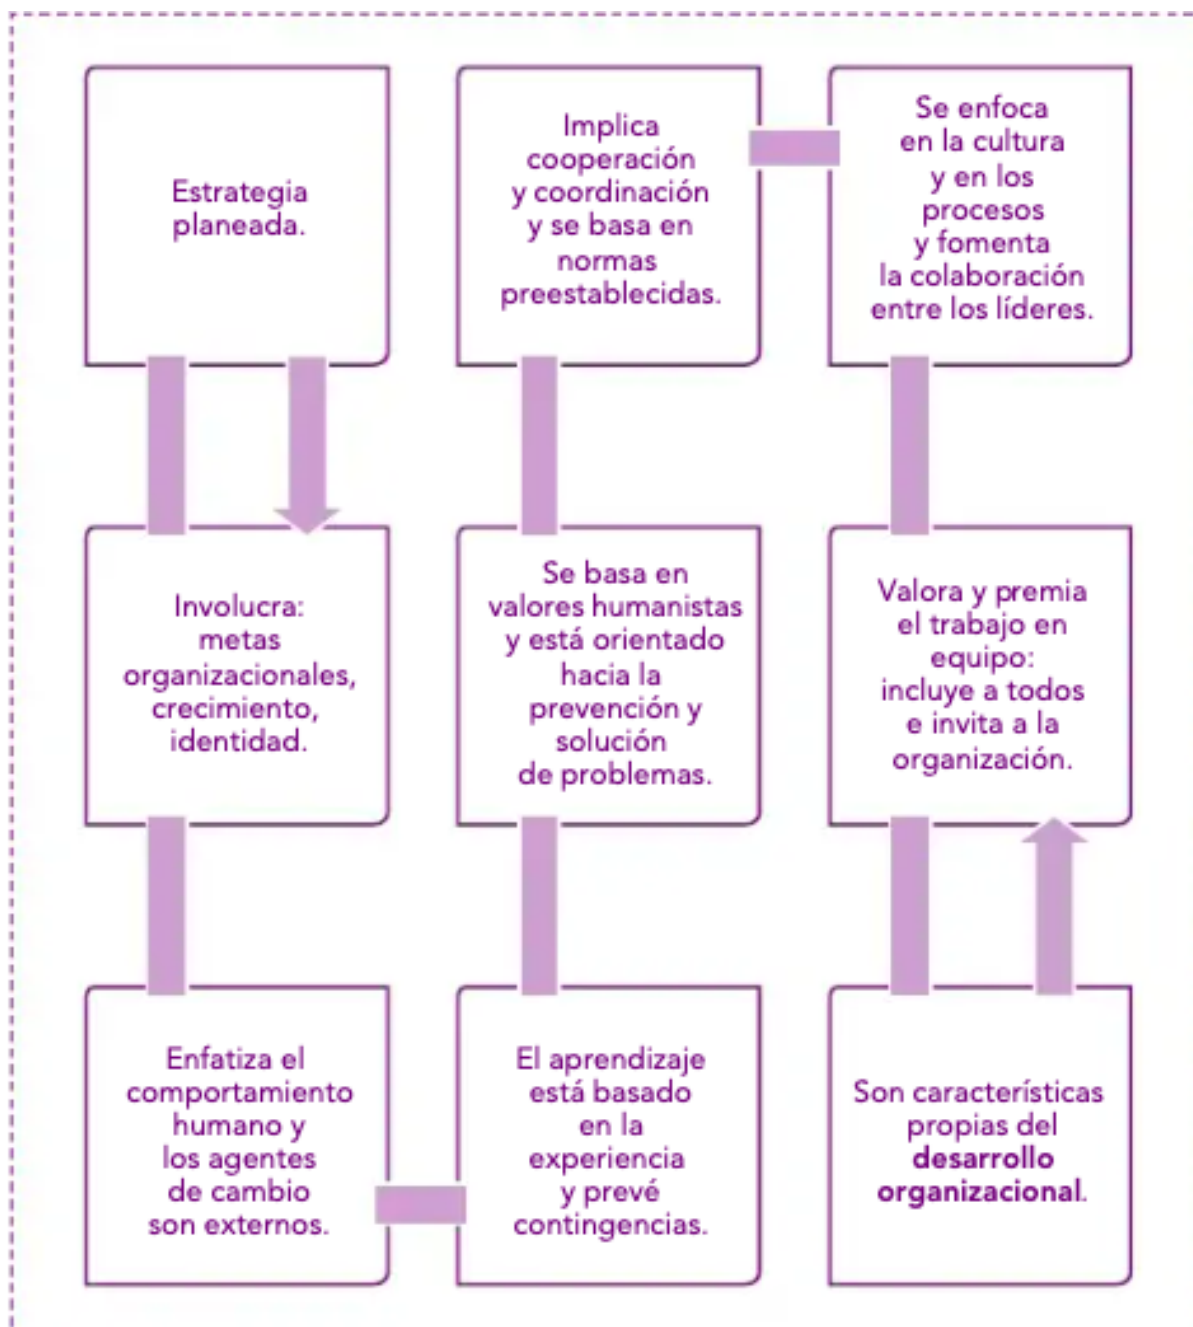 Estrategia
planeada.
Involucra:
metas
organizacionales,
crecimiento,
identidad.
Enfatiza el
comportamiento
humano y
los agentes
de cambio
son externos.
El aprendizaje
está basado
en la
experiencia
y prevé
contingencias.
Se basa en
valores humanistas
y está orientado
hacia la
prevención y
solución
de problemas.
Implica
cooperación
y coordinación
y se basa en
normas
preestablecidas.
Se enfoca
en la cultura
y en los
procesos
y fomenta
la colaboración
entre los líderes.
Valora y premia
el trabajo en
equipo:
incluye a todos
e invita a la
organización.
Son características
propias del
desarrollo
organizacional.